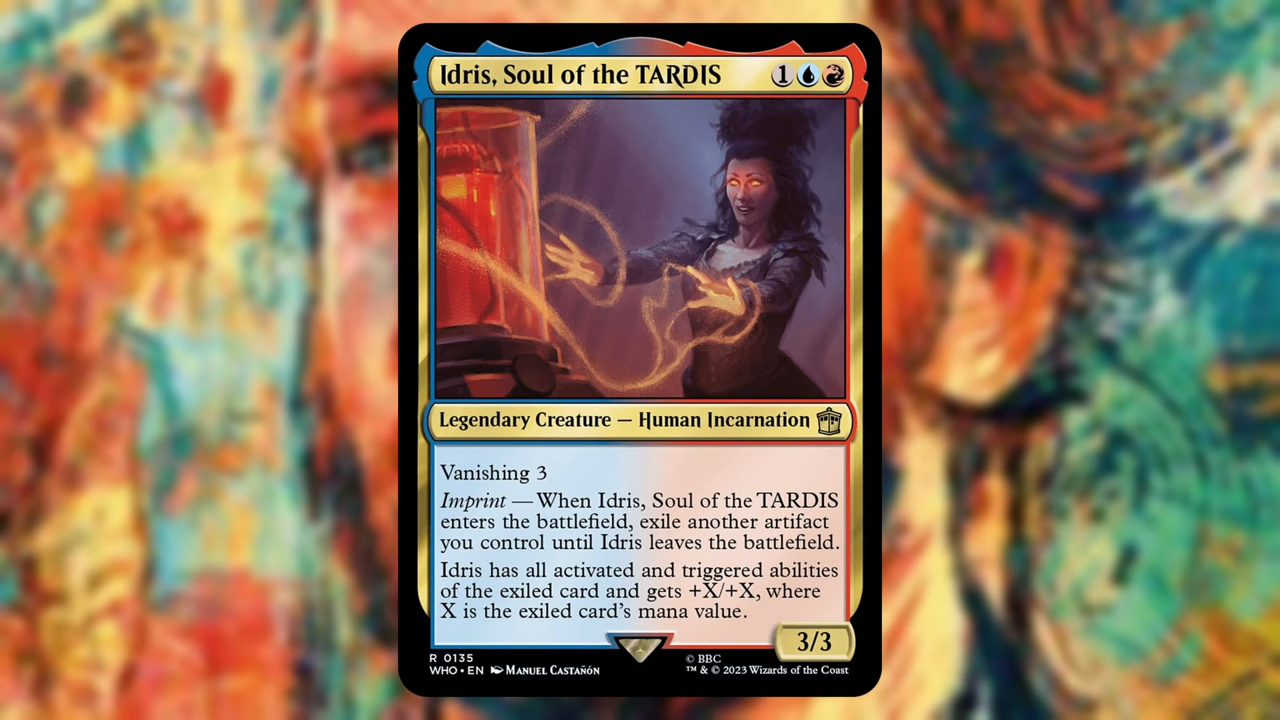 Idris, Soul of the TARDIS 1
Legendary Creature — Human Incarnation
Vanishing 3
Imprint — When Idris, Soul of the TARDIS
enters the battlefield, exile another artifact
you control until Idris leaves the battlefield.
Idris has all activated and triggered abilities
of the exiled card and gets +X/+X, where
X is the exiled card's mana value.
3/3
R 0135
WHO • EN Manuel Castañón
© BBC
™ & © 2023 Wizards of the Coast